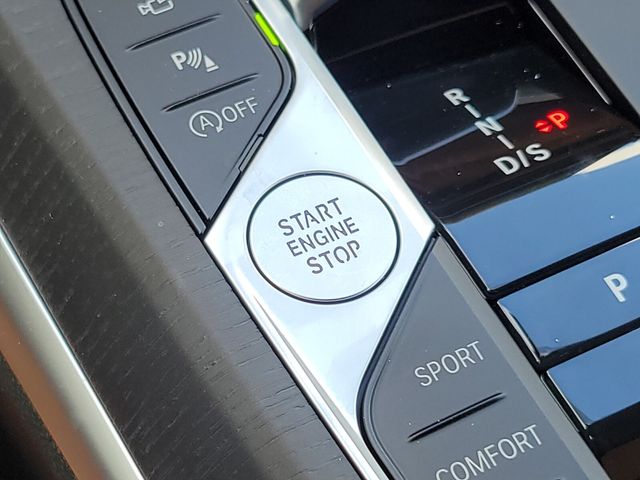 P
A OFF
START
ENGINE
STOP
R
N
D/S
P
P
SPORT
COMFORT